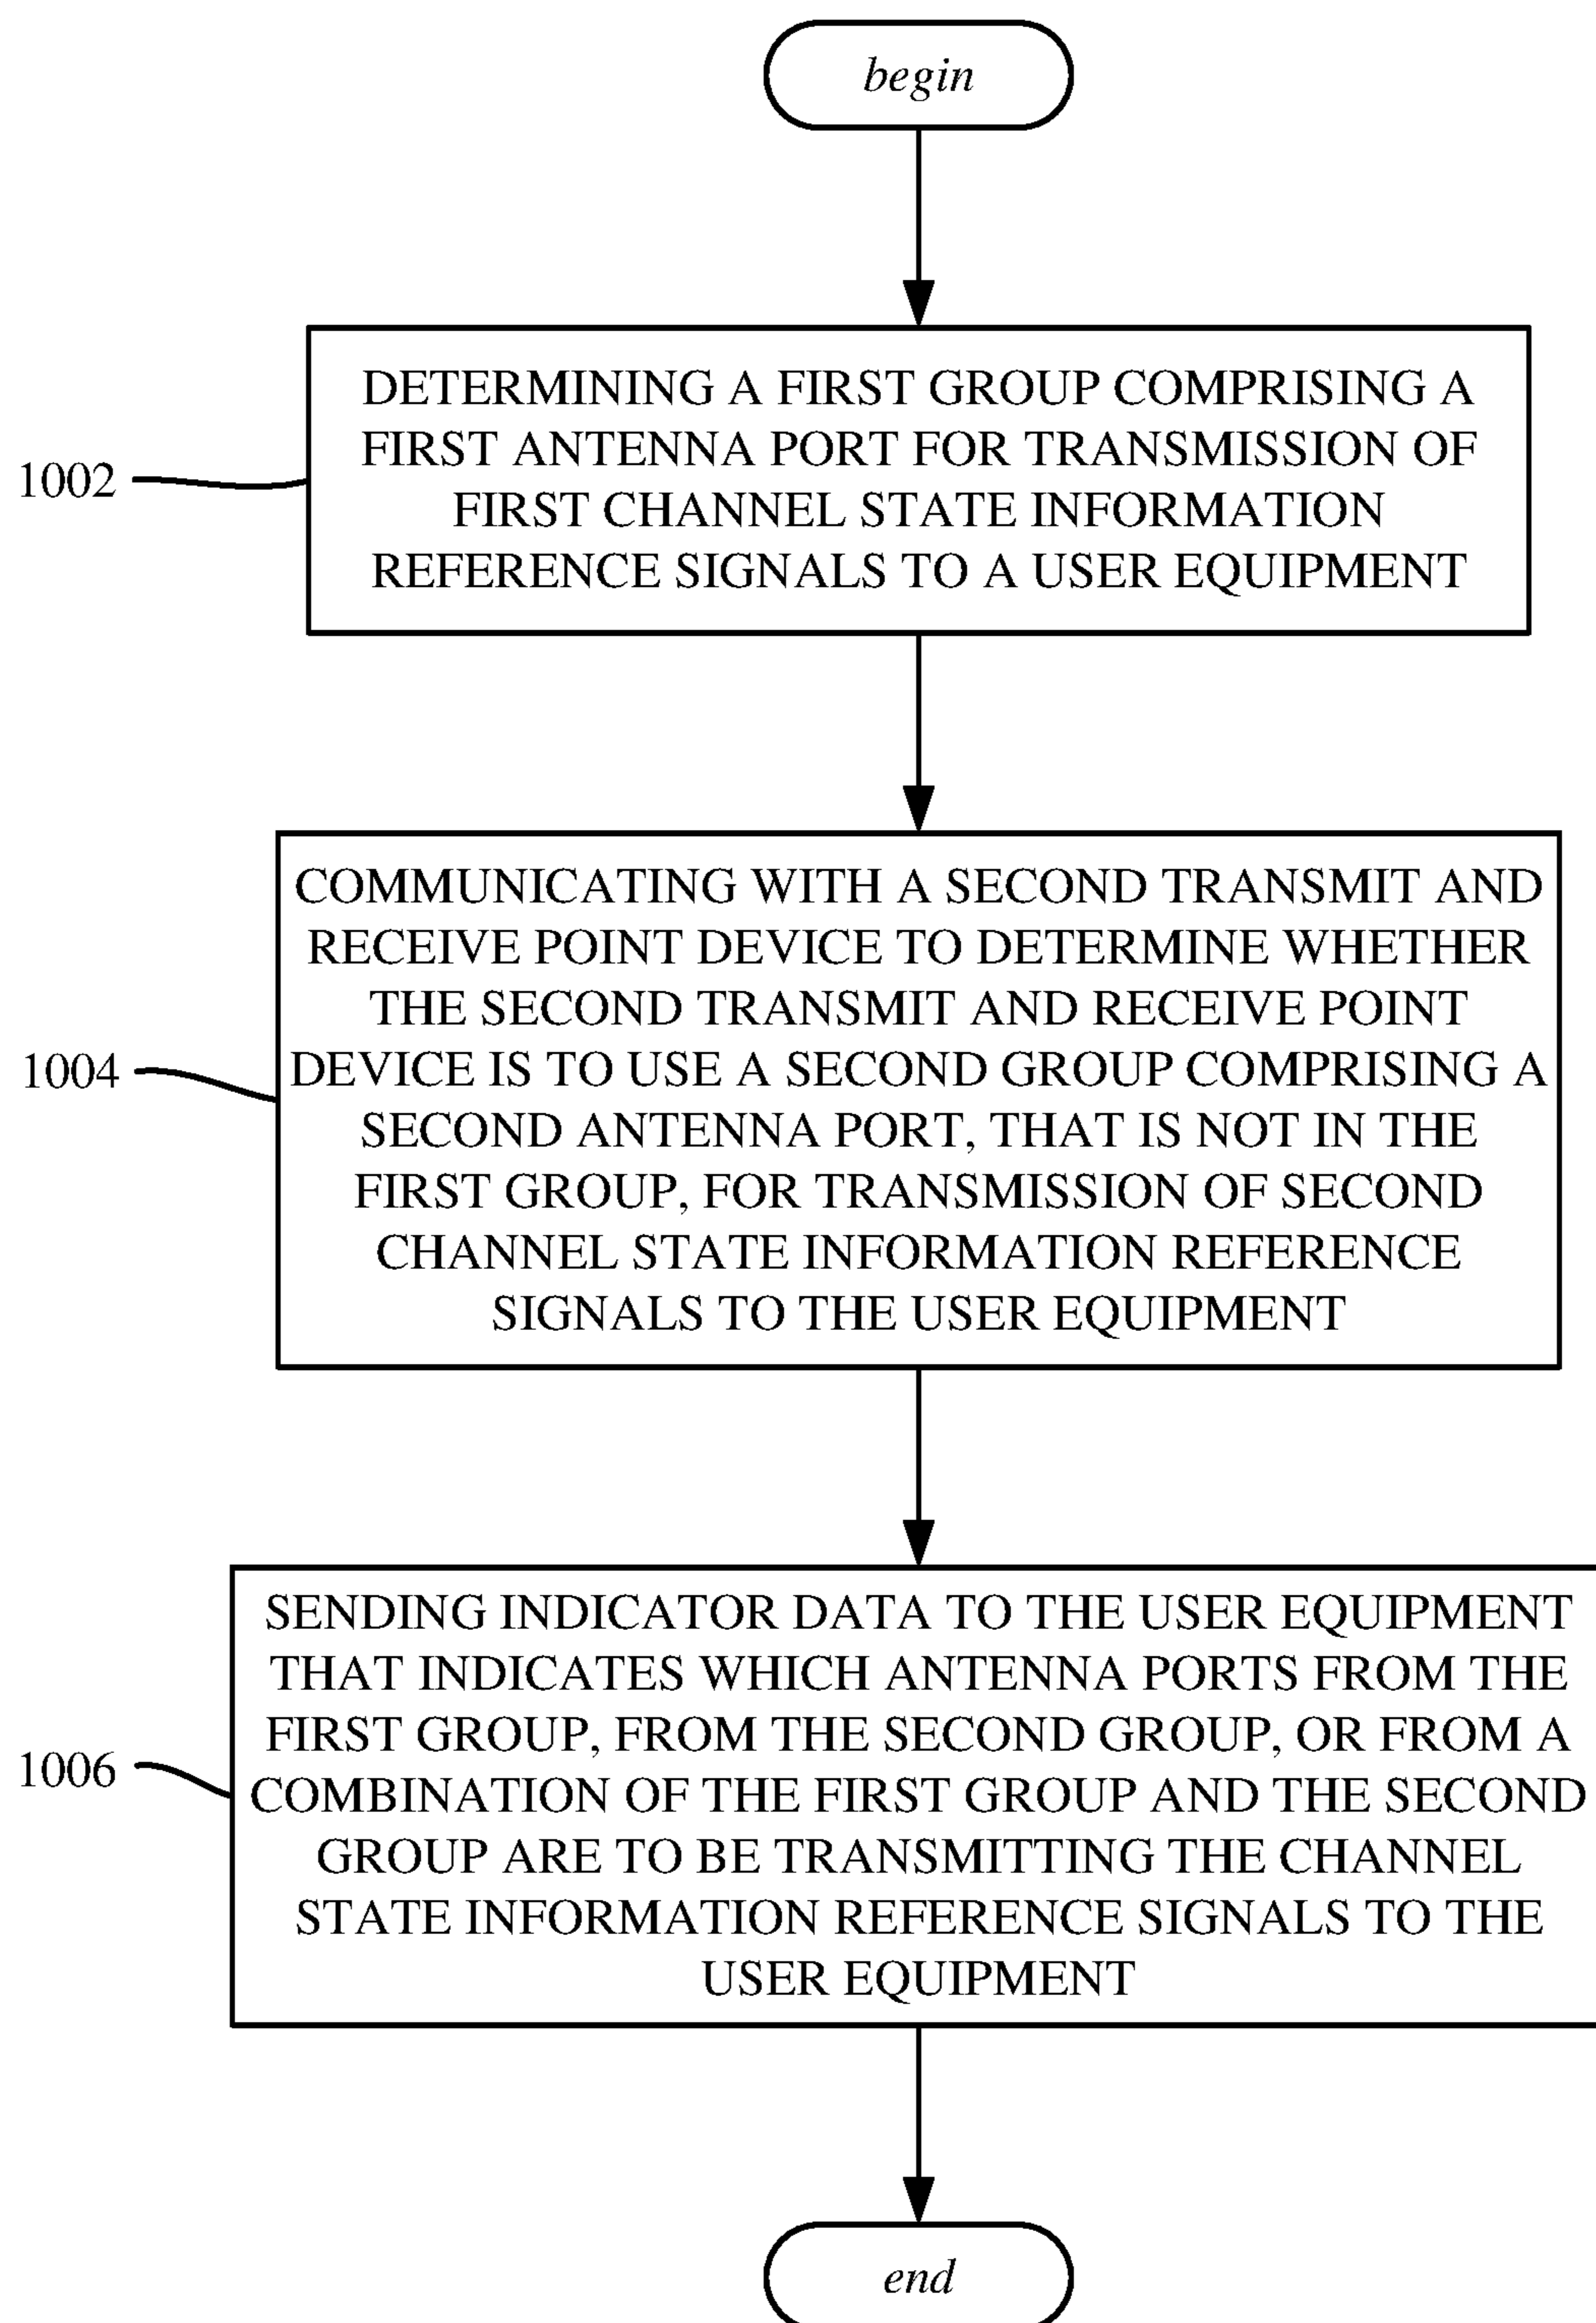 begin
DETERMINING A FIRST GROUP COMPRISING A
FIRST ANTENNA PORT FOR TRANSMISSION OF
FIRST CHANNEL STATE INFORMATION
REFERENCE SIGNALS TO A USER EQUIPMENT
1002
COMMUNICATING WITH A SECOND TRANSMIT AND
RECEIVE POINT DEVICE TO DETERMINE WHETHER
THE SECOND TRANSMIT AND RECEIVE POINT
DEVICE IS TO USE A SECOND GROUP COMPRISING A
SECOND ANTENNA PORT, THAT IS NOT IN THE
FIRST GROUP, FOR TRANSMISSION OF SECOND
CHANNEL STATE INFORMATION REFERENCE
SIGNALS TO THE USER EQUIPMENT
1004
SENDING INDICATOR DATA TO THE USER EQUIPMENT
THAT INDICATES WHICH ANTENNA PORTS FROM THE
FIRST GROUP, FROM THE SECOND GROUP, OR FROM A
COMBINATION OF THE FIRST GROUP AND THE SECOND
GROUP ARE TO BE TRANSMITTING THE CHANNEL
STATE INFORMATION REFERENCE SIGNALS TO THE
USER EQUIPMENT
1006
end